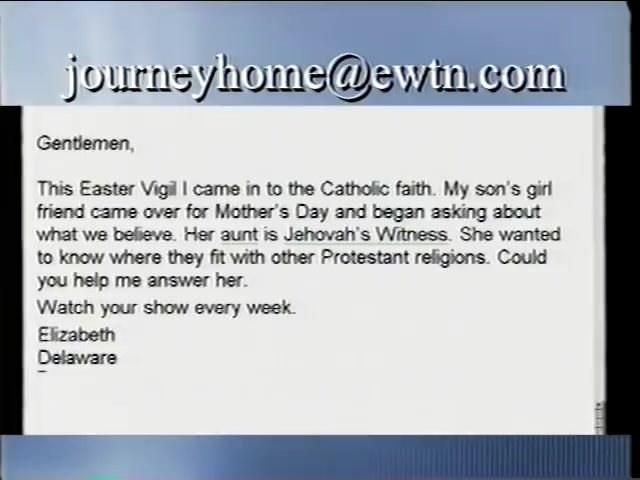 journeyhome@ewtn.com
Gentlemen,
This Easter Vigil I came in to the Catholic faith. My son's girl
friend came over for Mother's Day and began asking about
what we believe. Her aunt is Jehovah's Witness. She wanted
to know where they fit with other Protestant religions. Could
you help me answer her.
Watch your show every week.
Elizabeth
Delaware